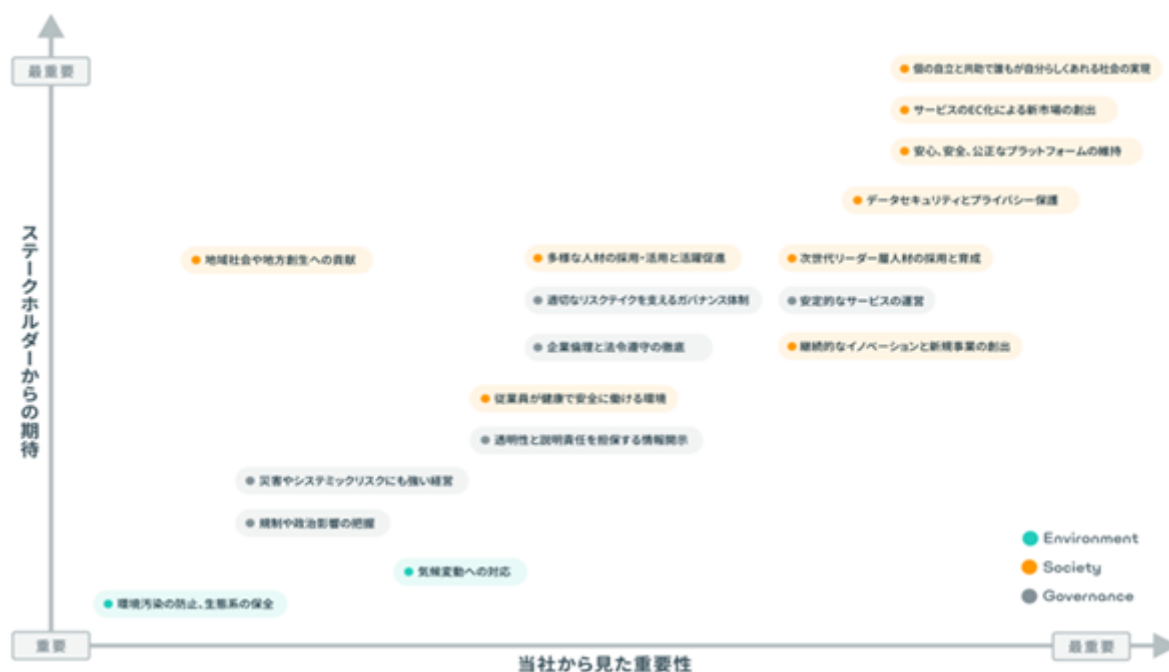 最重要
個の自立と共助で誰もが自分らしくあれる社会の実現
サービスのEC化による新市場の創出
安心、安全、公正なプラットフォームの維持
データセキュリティとプライバシー保護
地域社会や地方創生への貢献
多様な人材の採用・活用と活躍促進
次世代リーダー層人材の採用と育成
適切なリスクテイクを支えるガバナンス体制
安定的なサービスの運営
企業倫理と法令遵守の徹底
継続的なイノベーションと新規事業の創出
従業員が健康で安全に働ける環境
透明性と説明責任を担保する情報開示
災害やシステミックリスクにも強い経営
規制や政治影響の把握
気候変動への対応
環境汚染の防止、生態系の保全
ステークホルダーからの期待
Environment
Society
Governance
重要
最重要
当社から見た重要性